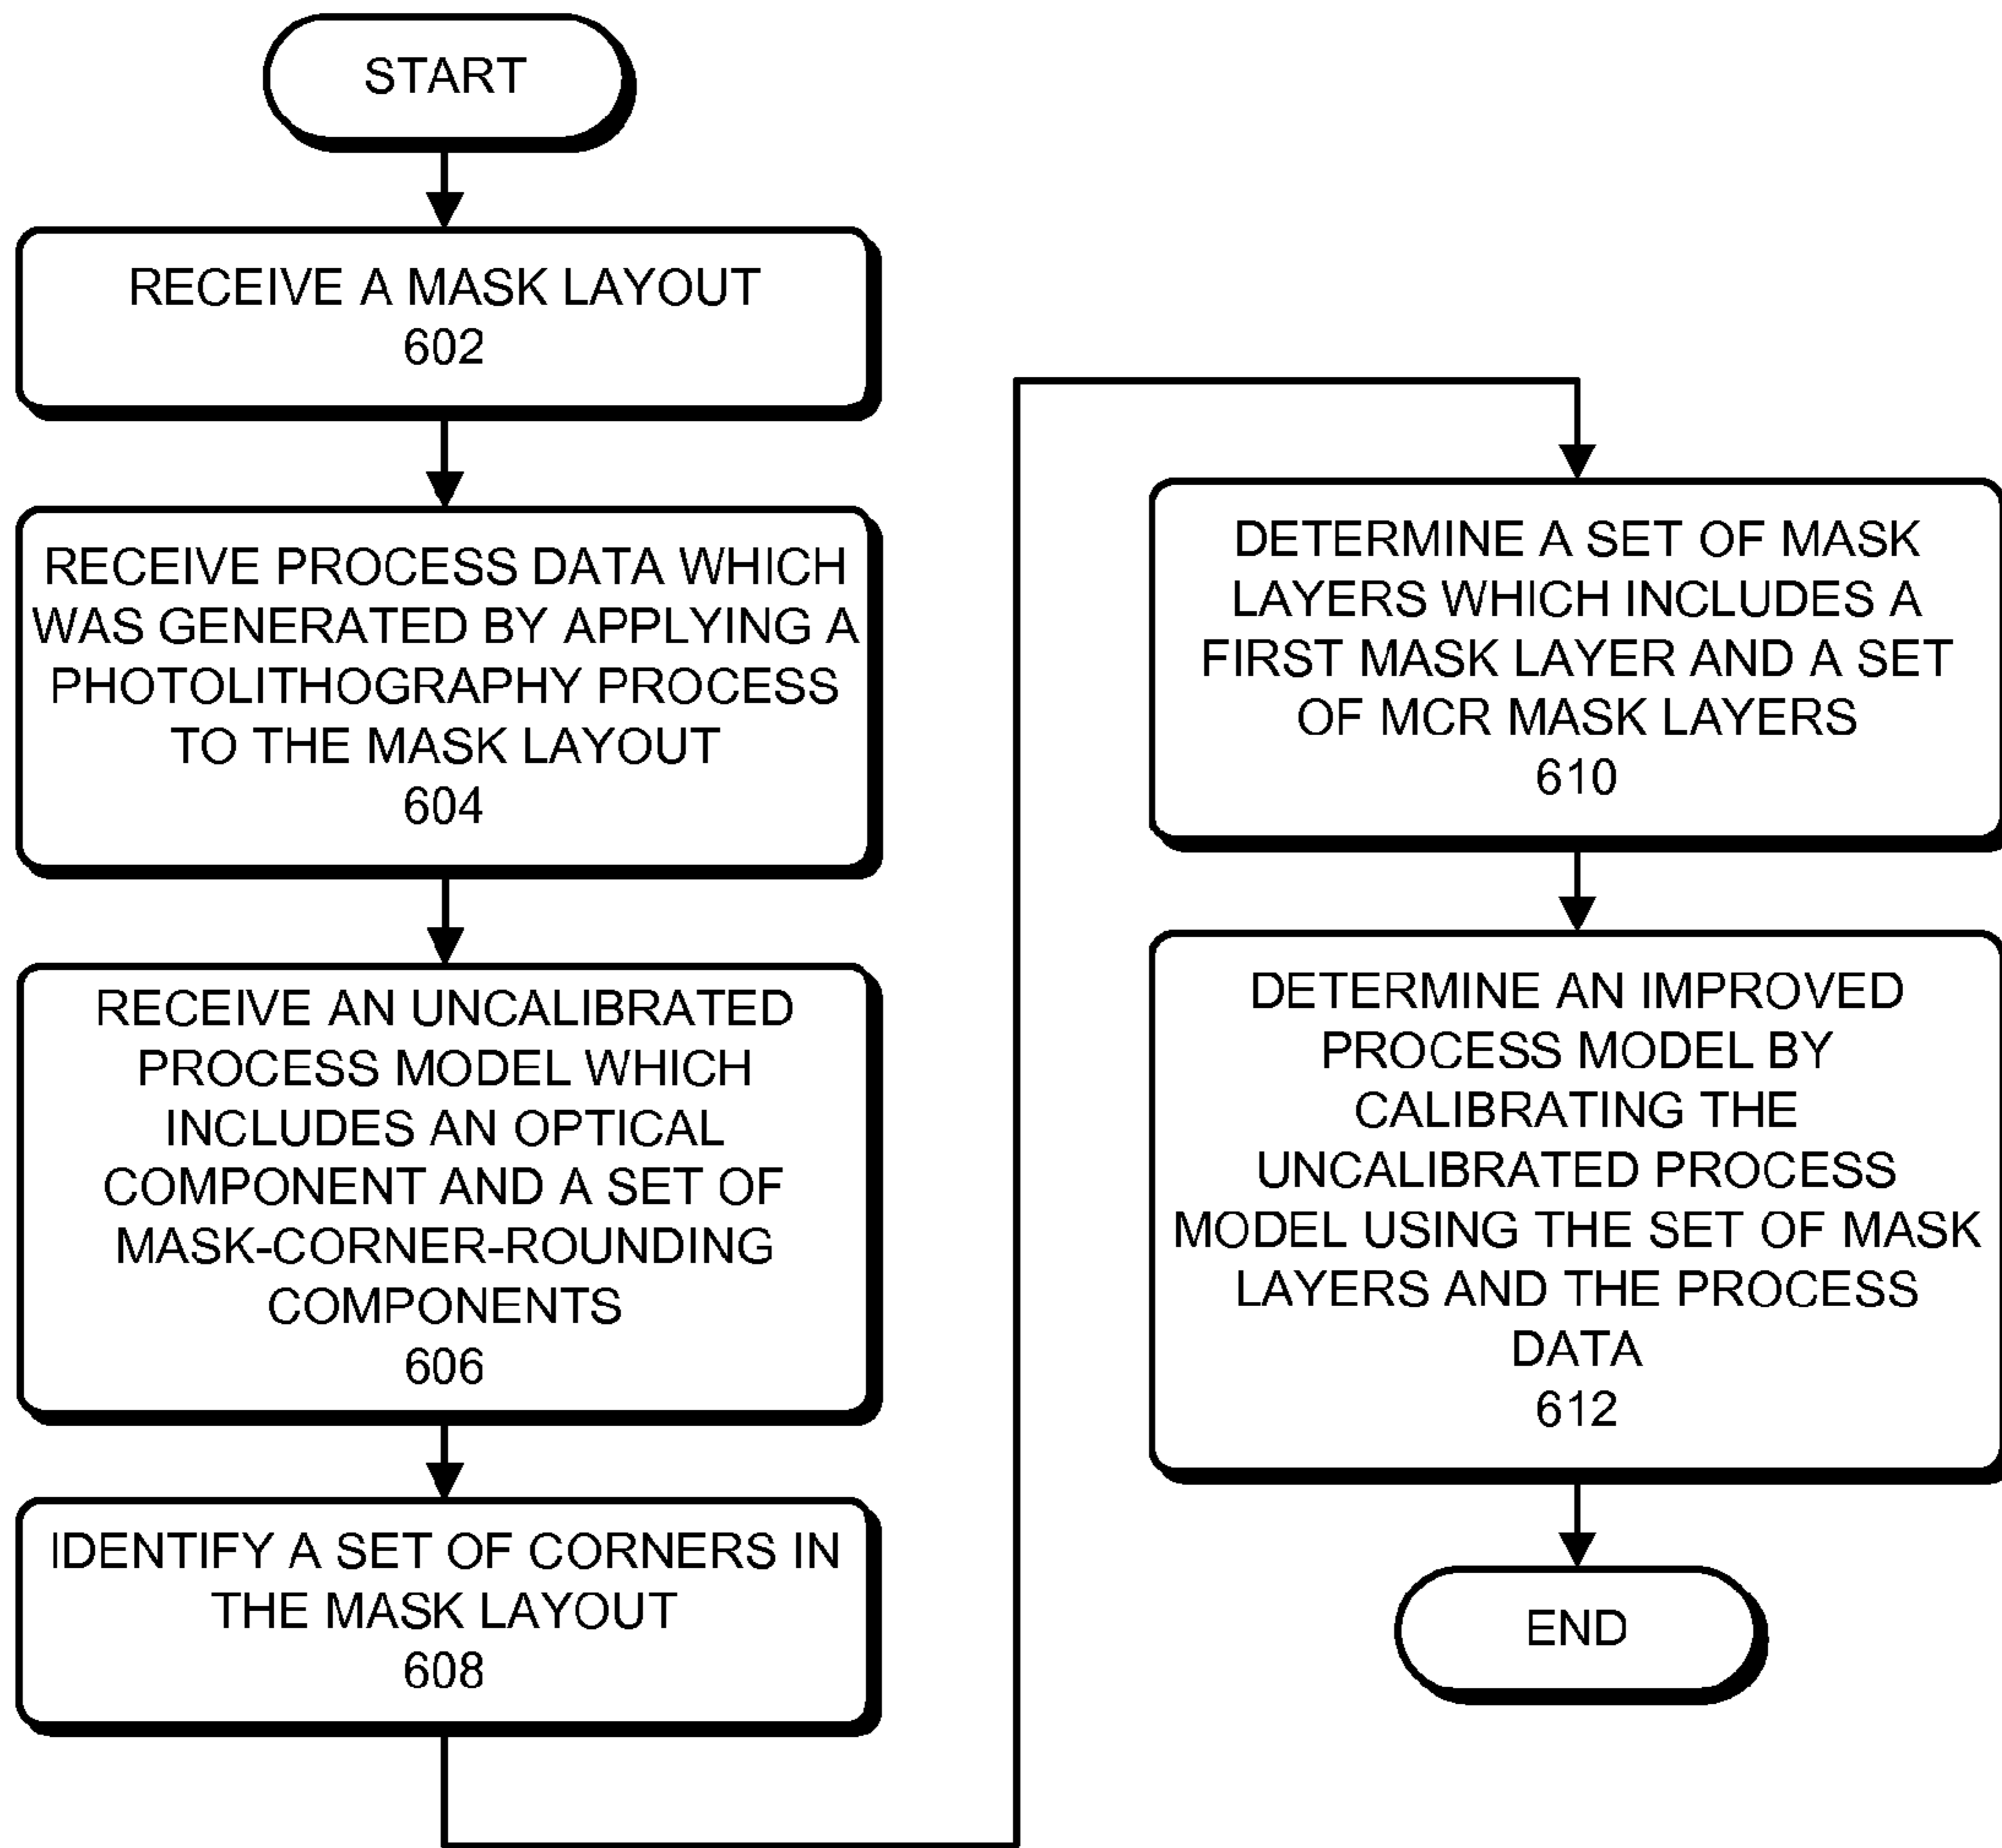 START
RECEIVE A MASK LAYOUT
602
RECEIVE PROCESS DATA WHICH
WAS GENERATED BY APPLYING A
PHOTOLITHOGRAPHY PROCESS
TO THE MASK LAYOUT
604
RECEIVE AN UNCALIBRATED
PROCESS MODEL WHICH
INCLUDES AN OPTICAL
COMPONENT AND A SET OF
MASK-CORNER-ROUNDING
COMPONENTS
606
IDENTIFY A SET OF CORNERS IN
THE MASK LAYOUT
608
DETERMINE A SET OF MASK
LAYERS WHICH INCLUDES A
FIRST MASK LAYER AND A SET
OF MCR MASK LAYERS
610
DETERMINE AN IMPROVED
PROCESS MODEL BY
CALIBRATING THE
UNCALIBRATED PROCESS
MODEL USING THE SET OF MASK
LAYERS AND THE PROCESS
DATA
612
END